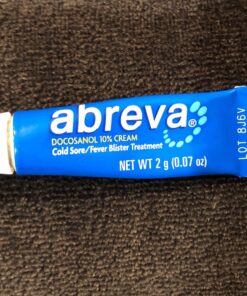 abreva®
DOCOSANOL 10% CREAM
Cold Sore/Fever Blister Treatment
NET WT 2 g (0.07 oz)
LOT 8J6V